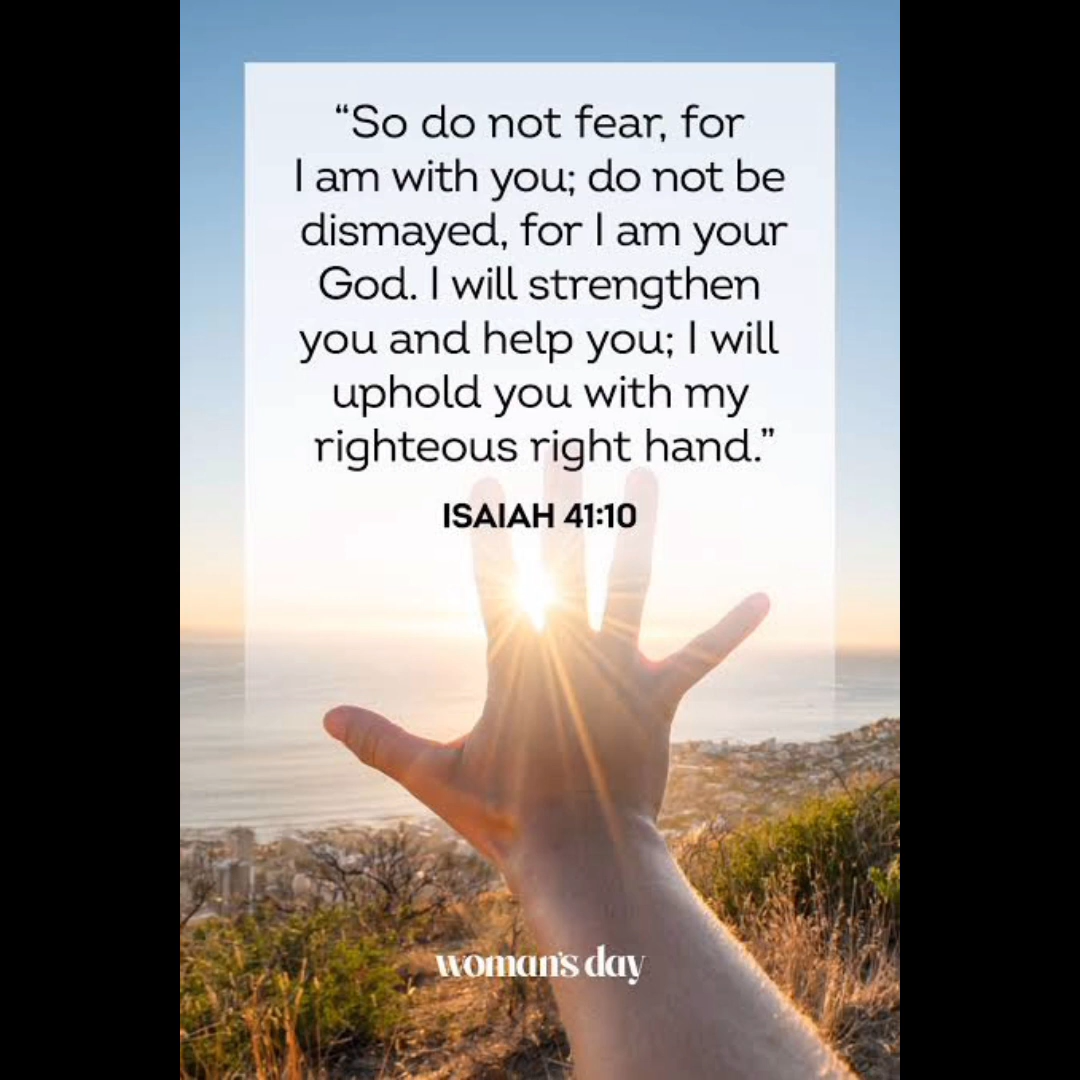 “So do not fear, for
I am with you; do not be
dismayed, for I am your
God. I will strengthen
you and help you; I will
uphold you with my
righteous right hand.”
ISAIAH 41:10
woman's day